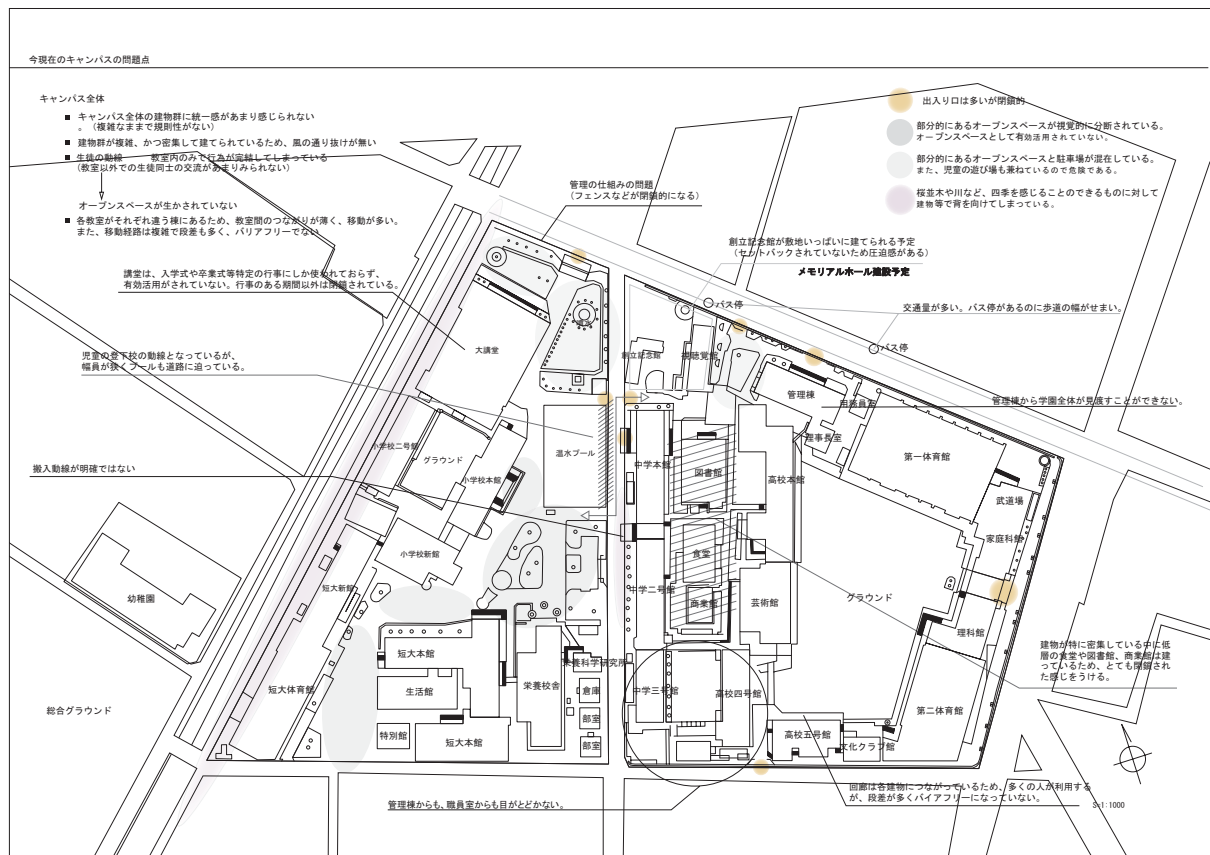 今現在のキャンパスの問題点
キャンパス全体
■ キャンパス全体の建物群に統一感があまり感じられない
。（複雑なままで規則性がない）
■ 建物群が複雑、かつ密集して建てられているため、風の通り抜けが無い
■ 生徒の動線 教室内のみで行為が完結してしまっている
（教室以外での生徒同士の交流があまりみられない）
オープンスペースが生かされていない
■ 各教室がそれぞれ違う棟にあるため、教室間のつながりが薄く、移動が多い。
また、移動経路は複雑で段差も多く、バリアフリーでない
出入り口は多いが閉鎖的
部分的にあるオープンスペースが視覚的に分断されている。
オープンスペースとして有効活用されていない。
部分的にあるオープンスペースと駐車場が混在している。
また、児童の遊び場も兼ねているので危険である。
桜並木や川など、四季を感じることのできるものに対して
建物等で背を向けてしまっている。
管理の仕組みの問題
（フェンスなどが閉鎖的になる）
創立記念館が敷地いっぱいに建てられる予定
（セットバックされていないため圧迫感がある）
メモリアルホール建設予定
講堂は、入学式や卒業式等特定の行事にしか使われておらず、
有効活用がされていない。行事のある期間以外は閉鎖されている。
バス停
交通量が多い。バス停があるのに歩道の幅がせまい。
バス停
児童の登下校の動線となっているが、
幅員が狭くプールも道路に迫っている。
大講堂
創立記念館
視聴覚館
管理棟
用務員室
管理棟から学園全体が見渡すことができない。
理事長室
小学校二号館
グラウンド
小学校本館
温水プール
中学本館
図書館
高校本館
第一体育館
搬入動線が明確ではない
武道場
家庭科館
小学校新館
食堂
幼稚園
短大新館
中学二号館
商業館
芸術館
グラウンド
理科館
建物が特に密集している中に低
層の食堂や図書館、商業館は建
っているため、とても閉鎖され
た感じをうける。
短大本館
栄養科学研究所
短大体育館
生活館
栄養校舎
倉庫
中学三号館
高校四号館
総合グラウンド
部室
第二体育館
特別館
短大本館
部室
高校五号館
文化クラブ館
管理棟からも、職員室からも目がとどかない。
回廊は各建物につながっているため、多くの人が利用する
が、段差が多くバイアフリーになっていない。
S=1:1000